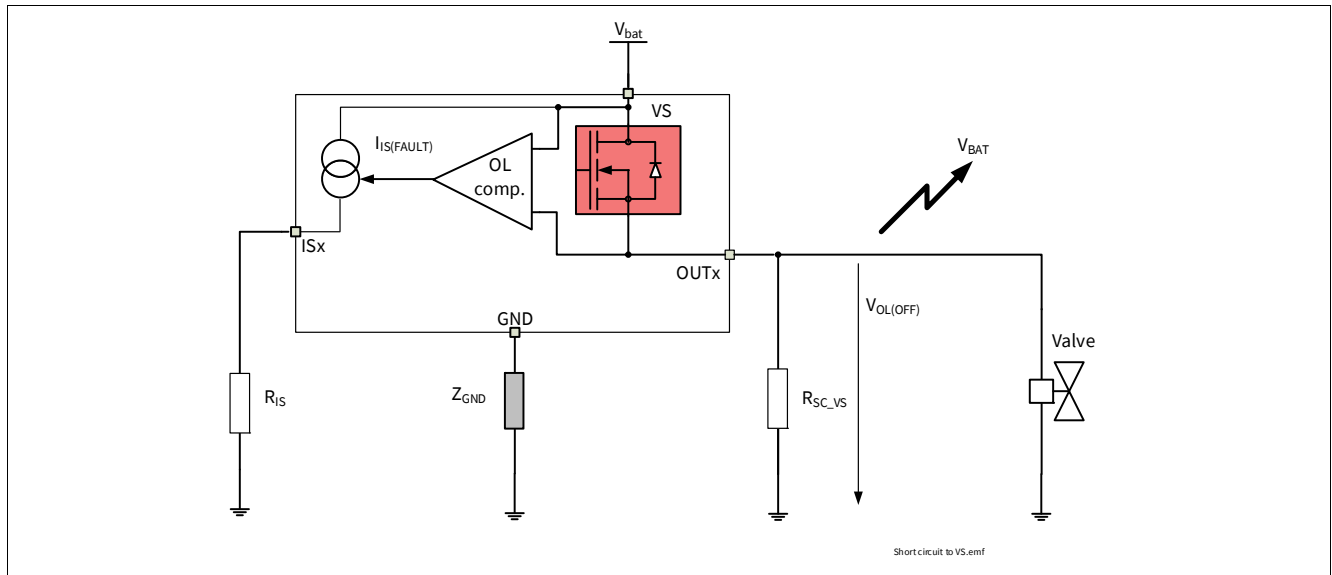 Vbat
VS
IIS(FAULT)
OL
comp.
VBAT
ISx
OUTx
VOL(OFF)
GND
Valve
RIS
ZGND
RSC_VS
Short circuit to VS.emf